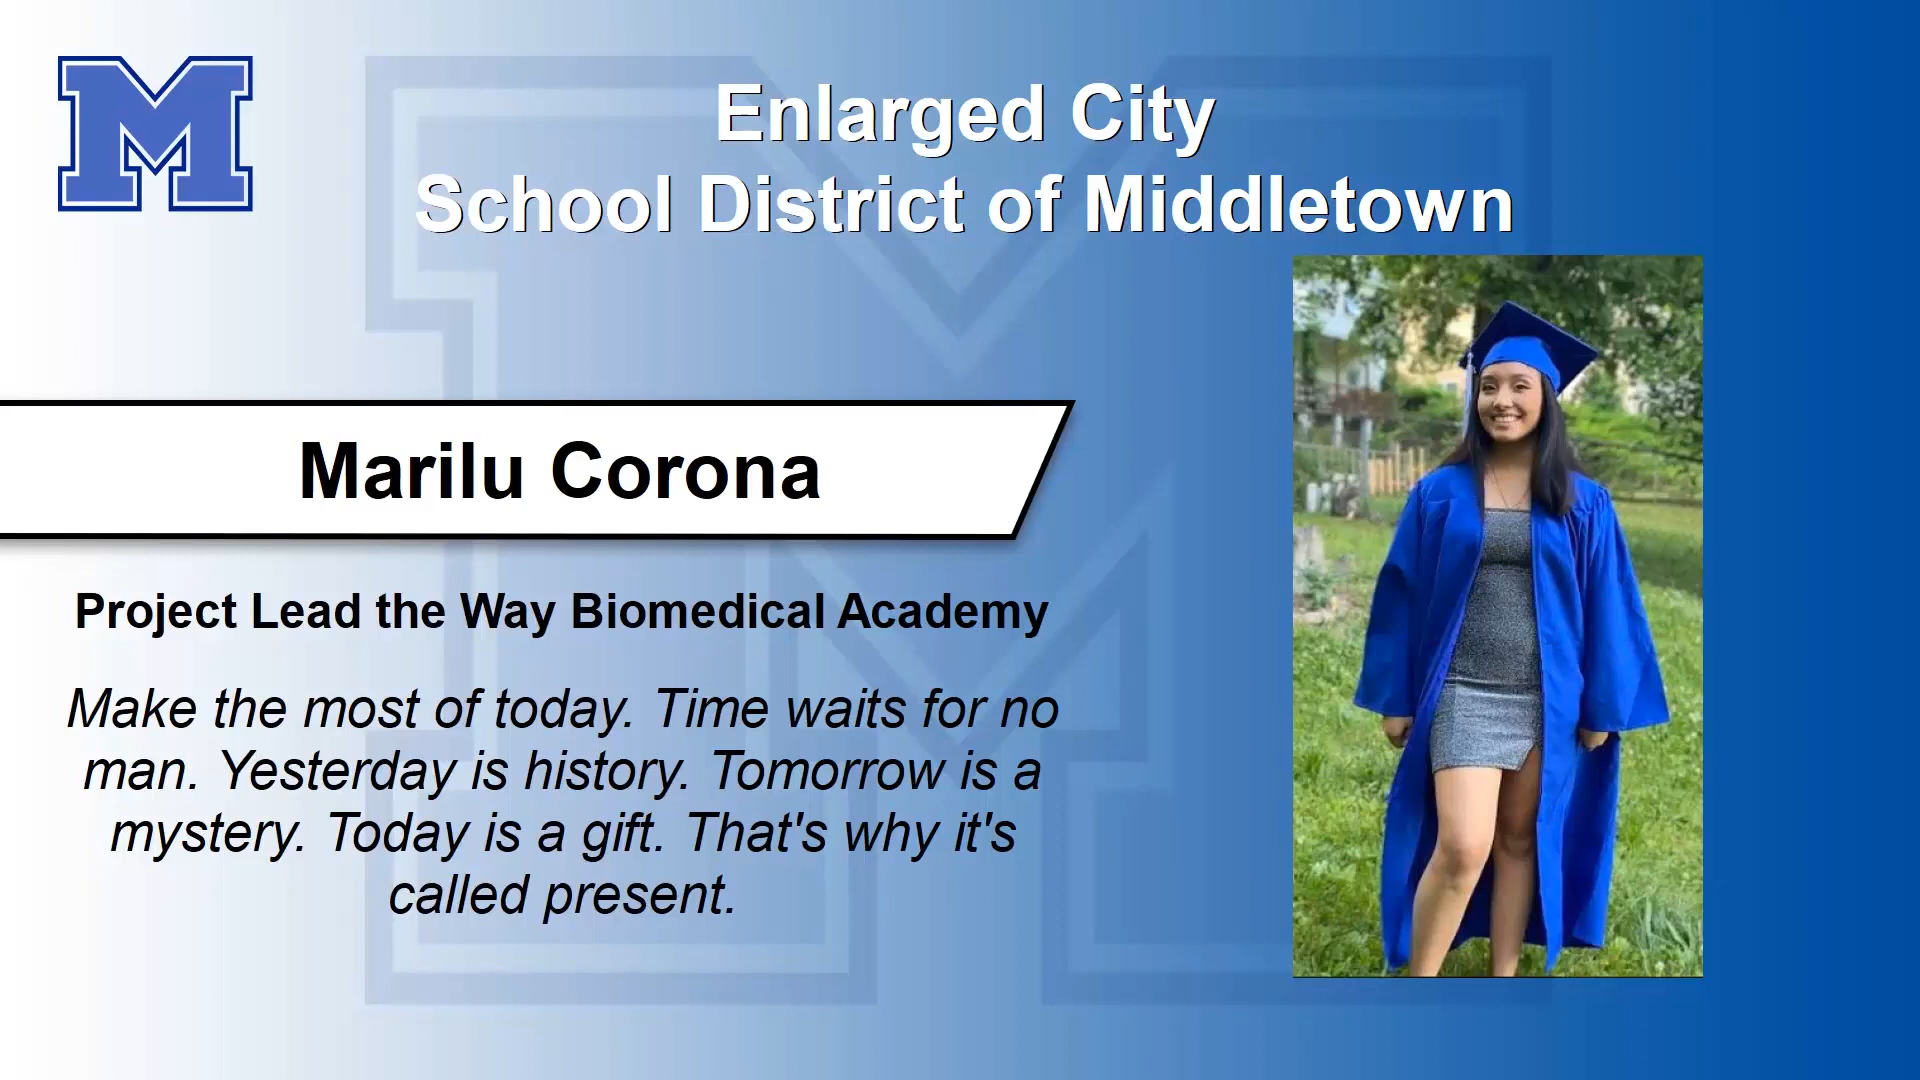 M
Enlarged City
School District of Middletown
Marilu Corona
Project Lead the Way Biomedical Academy
Make the most of today. Time waits for no
man. Yesterday is history. Tomorrow is a
mystery. Today is a gift. That's why it's
called present.